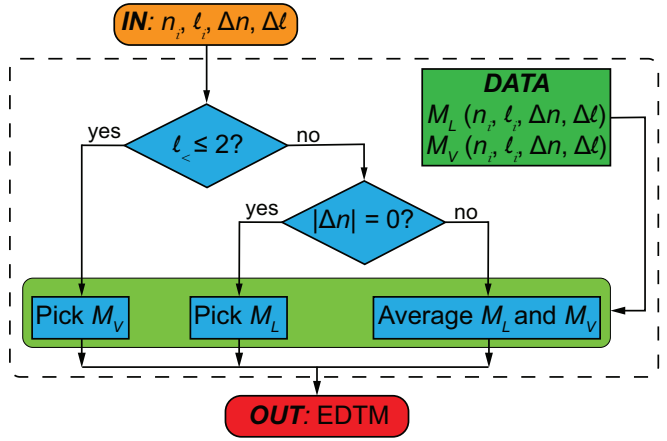 IN: nᵢ, ℓᵢ, Δn, Δℓ
DATA
M_L (nᵢ, ℓᵢ, Δn, Δℓ)
M_V (nᵢ, ℓᵢ, Δn, Δℓ)
yes
ℓ_< ≤ 2?
no
yes
|Δn| = 0?
no
Pick M_V
Pick M_L
Average M_L and M_V
OUT: EDTM